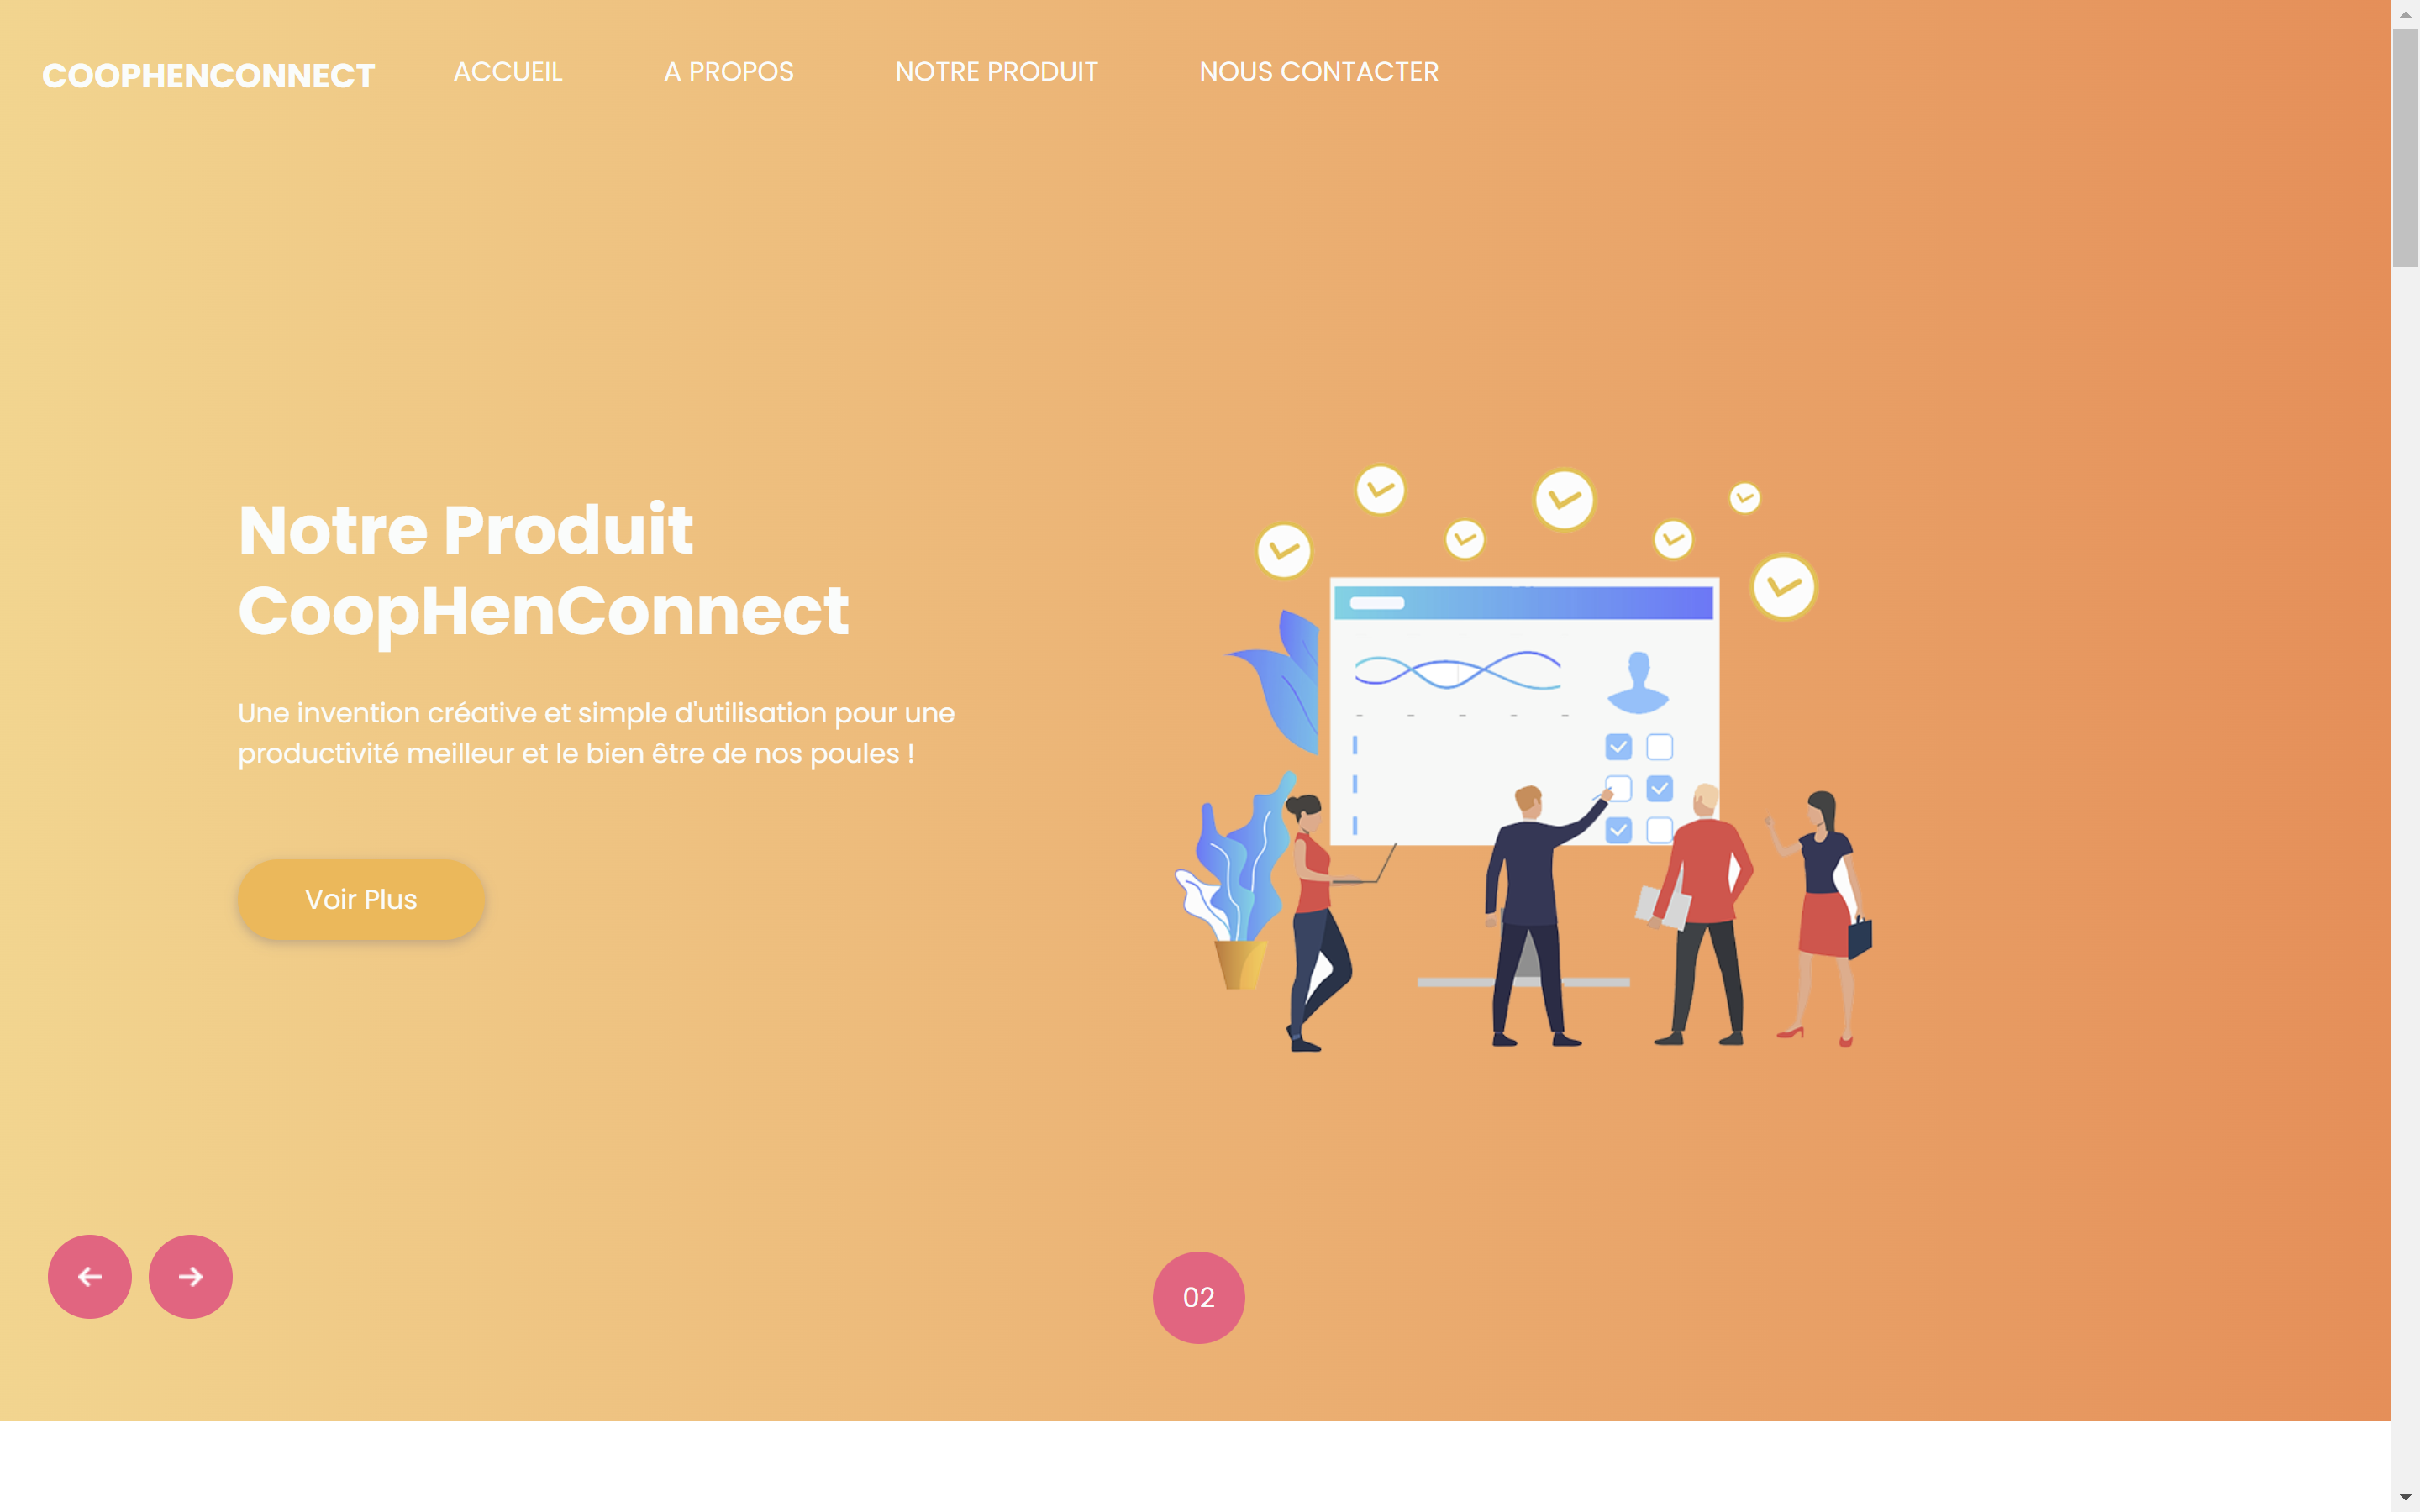 COOPHENCONNECT
ACCUEIL
A PROPOS
NOTRE PRODUIT
NOUS CONTACTER
Notre Produit
CoopHenConnect
Une invention créative et simple d'utilisation pour une
productivité meilleur et le bien être de nos poules !
Voir Plus
02